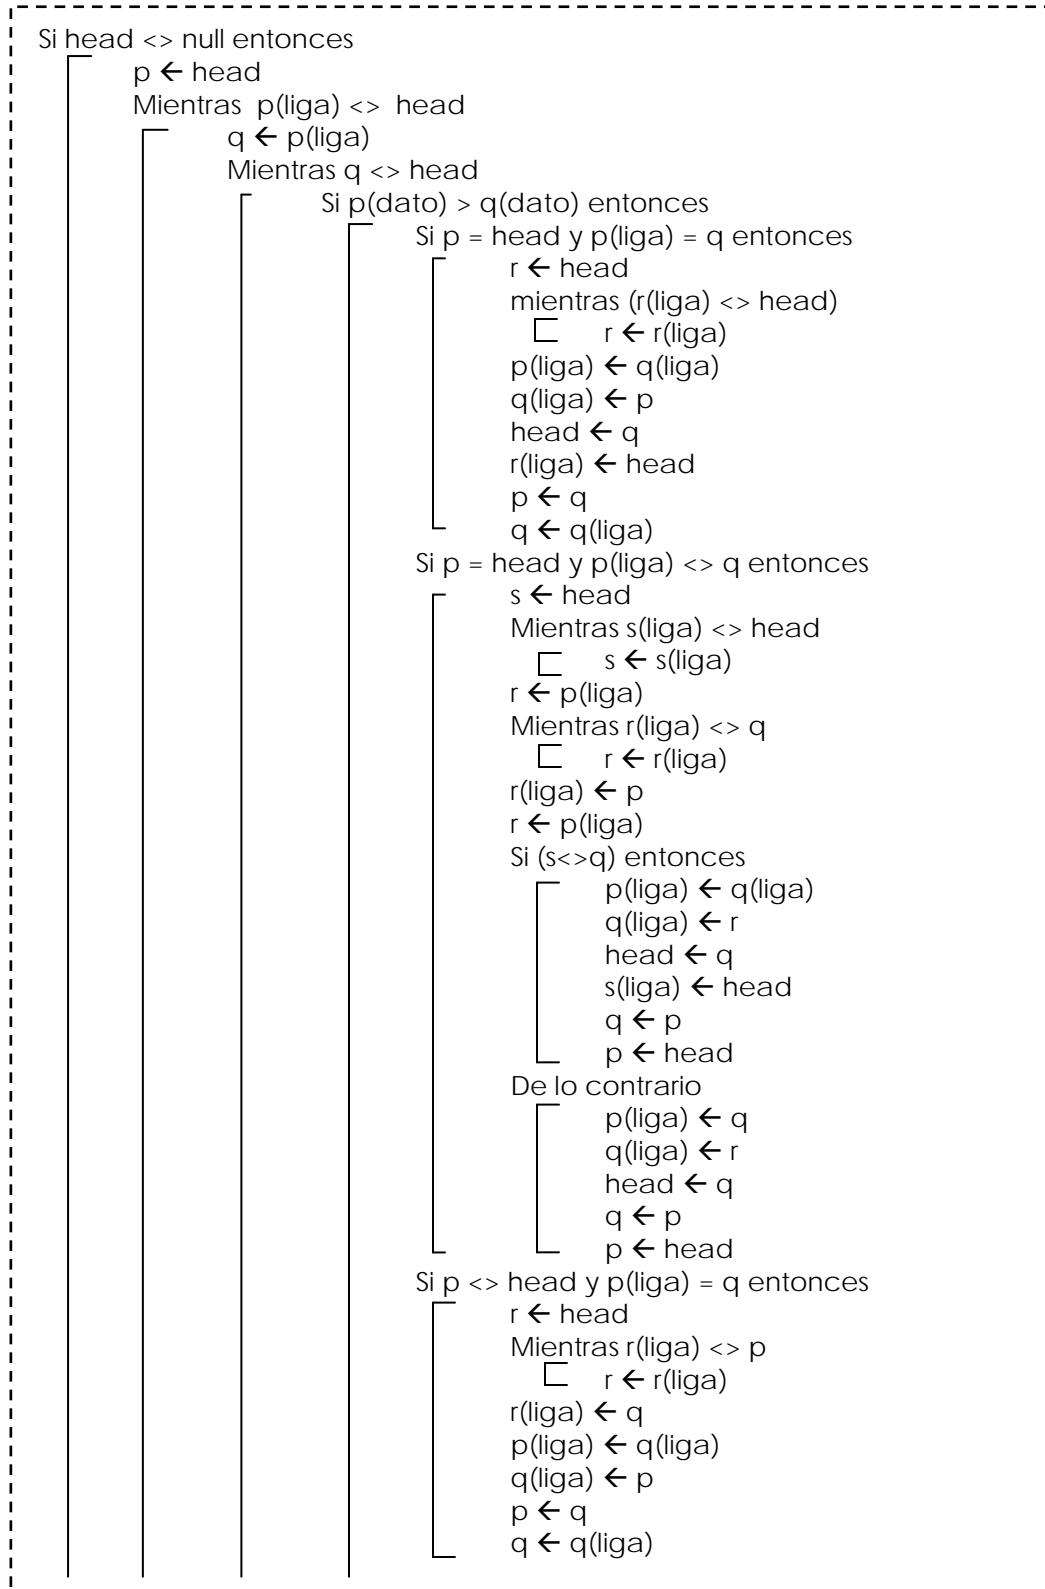 Si head <> null entonces
p ← head
Mientras p(liga) <> head
q ← p(liga)
Mientras q <> head
Si p(dato) > q(dato) entonces
Si p = head y p(liga) = q entonces
r ← head
mientras (r(liga) <> head)
r ← r(liga)
p(liga) ← q(liga)
q(liga) ← p
head ← q
r(liga) ← head
p ← q
q ← q(liga)
Si p = head y p(liga) <> q entonces
s ← head
Mientras s(liga) <> head
s ← s(liga)
r ← p(liga)
Mientras r(liga) <> q
r ← r(liga)
r(liga) ← p
r ← p(liga)
Si (s<>q) entonces
p(liga) ← q(liga)
q(liga) ← r
head ← q
s(liga) ← head
q ← p
p ← head
De lo contrario
p(liga) ← q
q(liga) ← r
head ← q
q ← p
p ← head
Si p <> head y p(liga) = q entonces
r ← head
Mientras r(liga) <> p
r ← r(liga)
r(liga) ← q
p(liga) ← q(liga)
q(liga) ← p
p ← q
q ← q(liga)